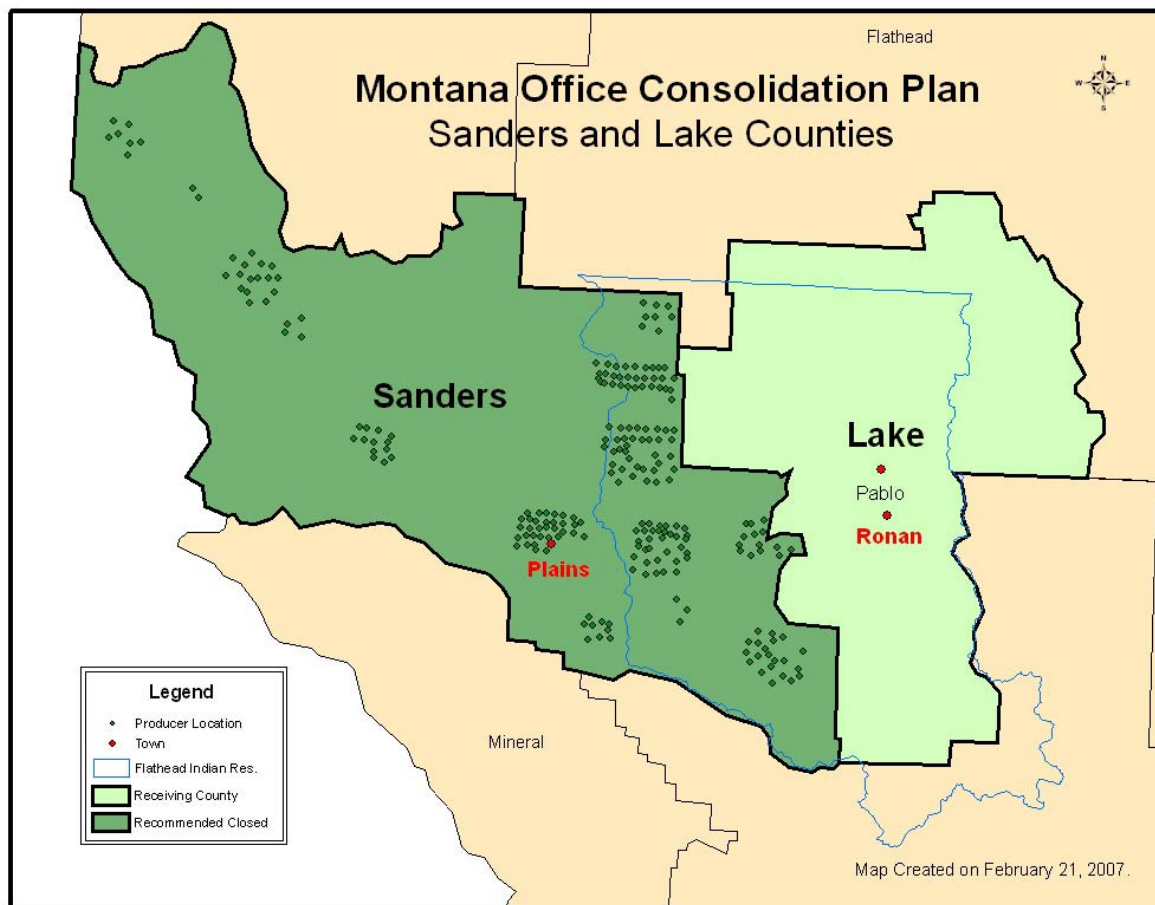 Flathead
Montana Office Consolidation Plan
Sanders and Lake Counties
N
W
E
S
Sanders
Lake
Pablo
Ronan
Plains
Mineral
Legend
Producer Location
Town
Flathead Indian Res.
Receiving County
Recommended Closed
Map Created on February 21, 2007.